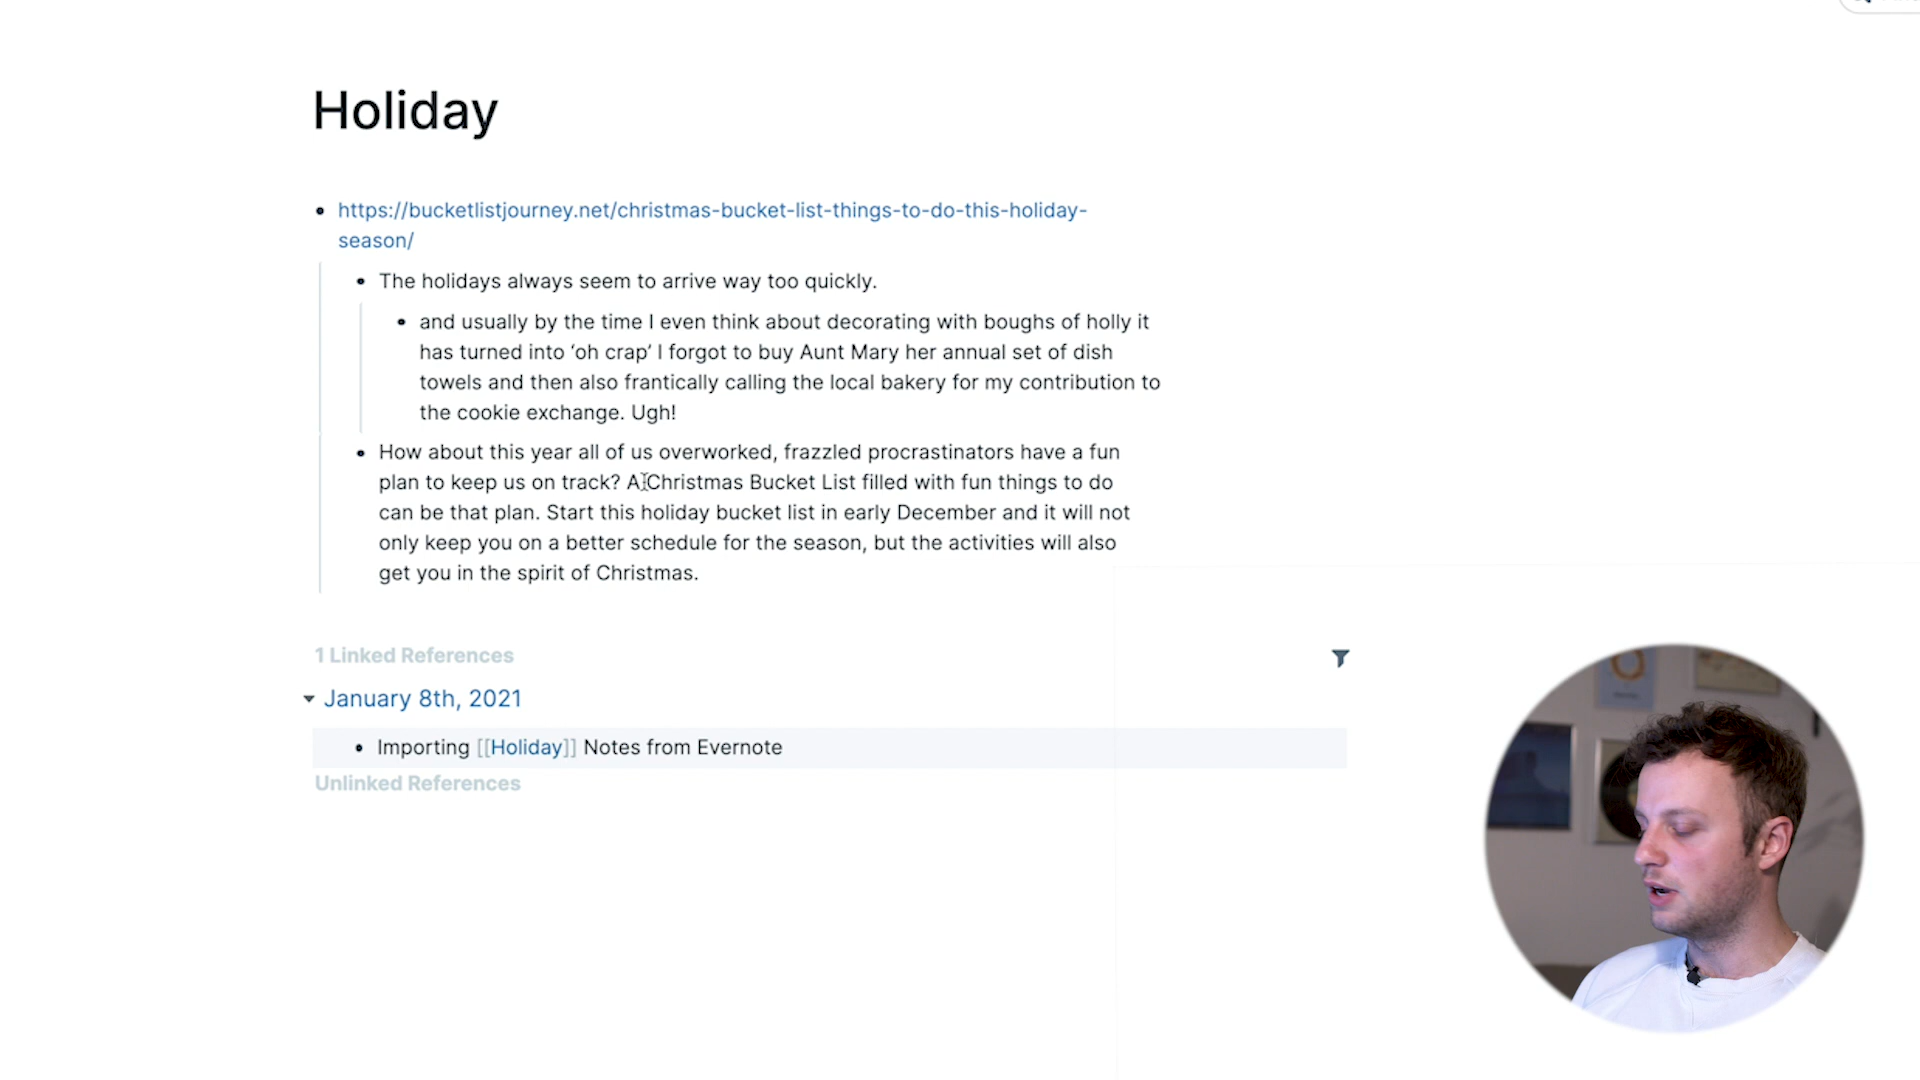 Holiday
https://bucketlistjourney.net/christmas-bucket-list-things-to-do-this-holiday-
season/
The holidays always seem to arrive way too quickly.
and usually by the time I even think about decorating with boughs of holly it
has turned into ‘oh crap’ I forgot to buy Aunt Mary her annual set of dish
towels and then also frantically calling the local bakery for my contribution to
the cookie exchange. Ugh!
How about this year all of us overworked, frazzled procrastinators have a fun
plan to keep us on track? A Christmas Bucket List filled with fun things to do
can be that plan. Start this holiday bucket list in early December and it will not
only keep you on a better schedule for the season, but the activities will also
get you in the spirit of Christmas.
1 Linked References
January 8th, 2021
Importing [[Holiday]] Notes from Evernote
Unlinked References